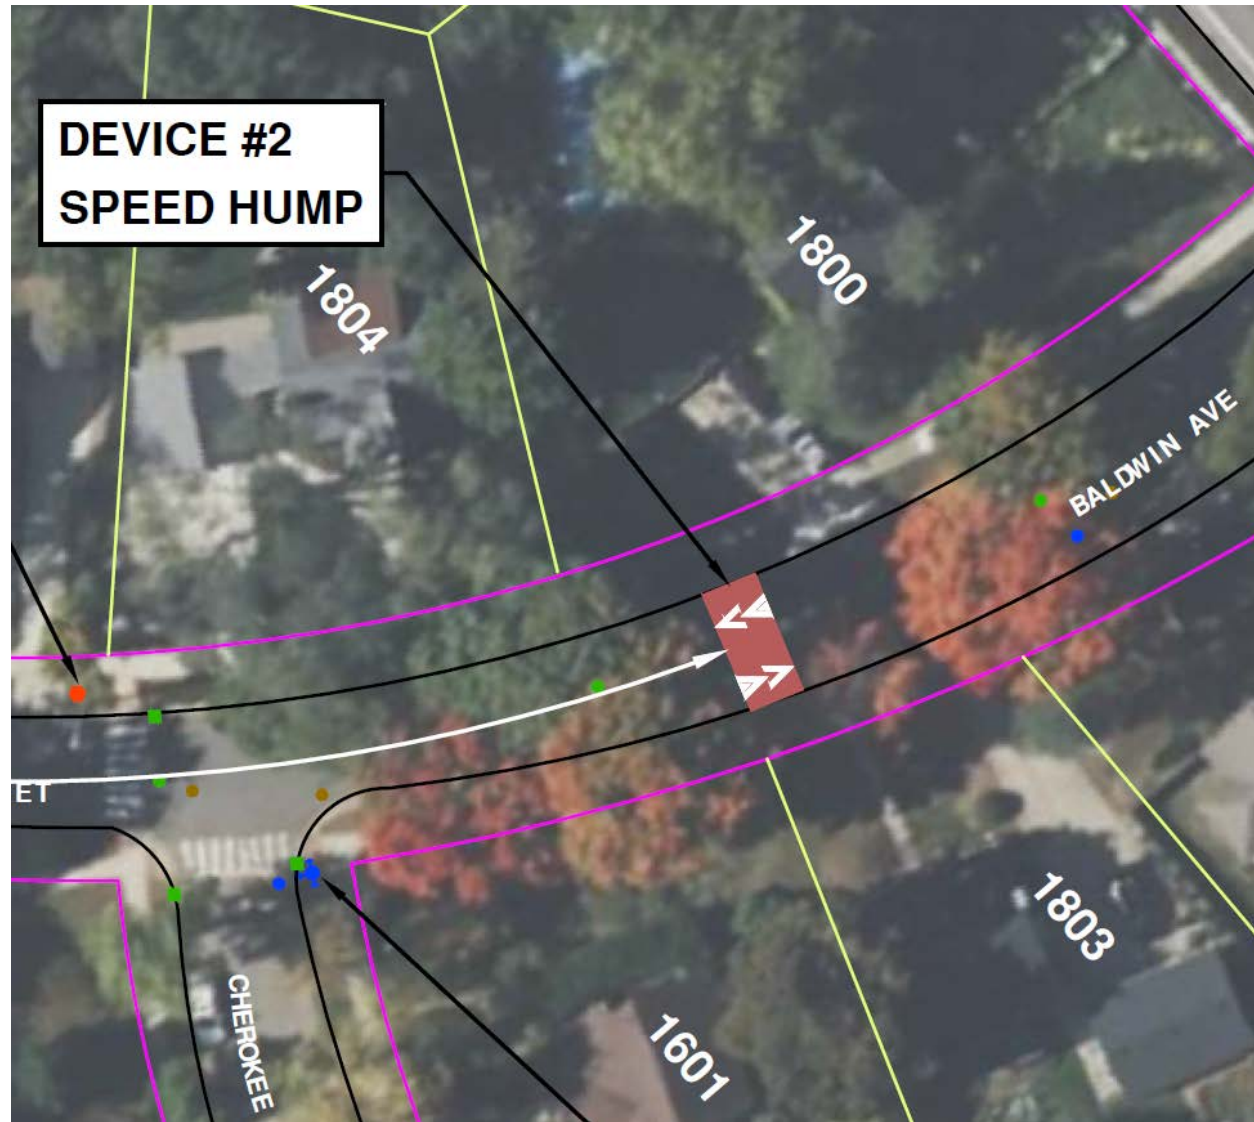 DEVICE #2
SPEED HUMP
1804
1800
BALDWIN AVE
ET
1803
1601
CHEROKEE